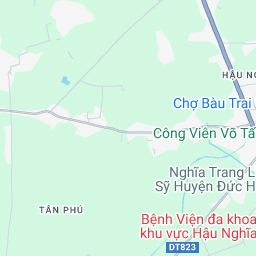 HẬU N
Chợ Bàu Trai
Công Viên Võ Tấ
Nghĩa Trang L
Sỹ Huyện Đức H
TÂN PHÚ
Bệnh Viện đa khoa
khu vực Hậu Nghĩa
DT823